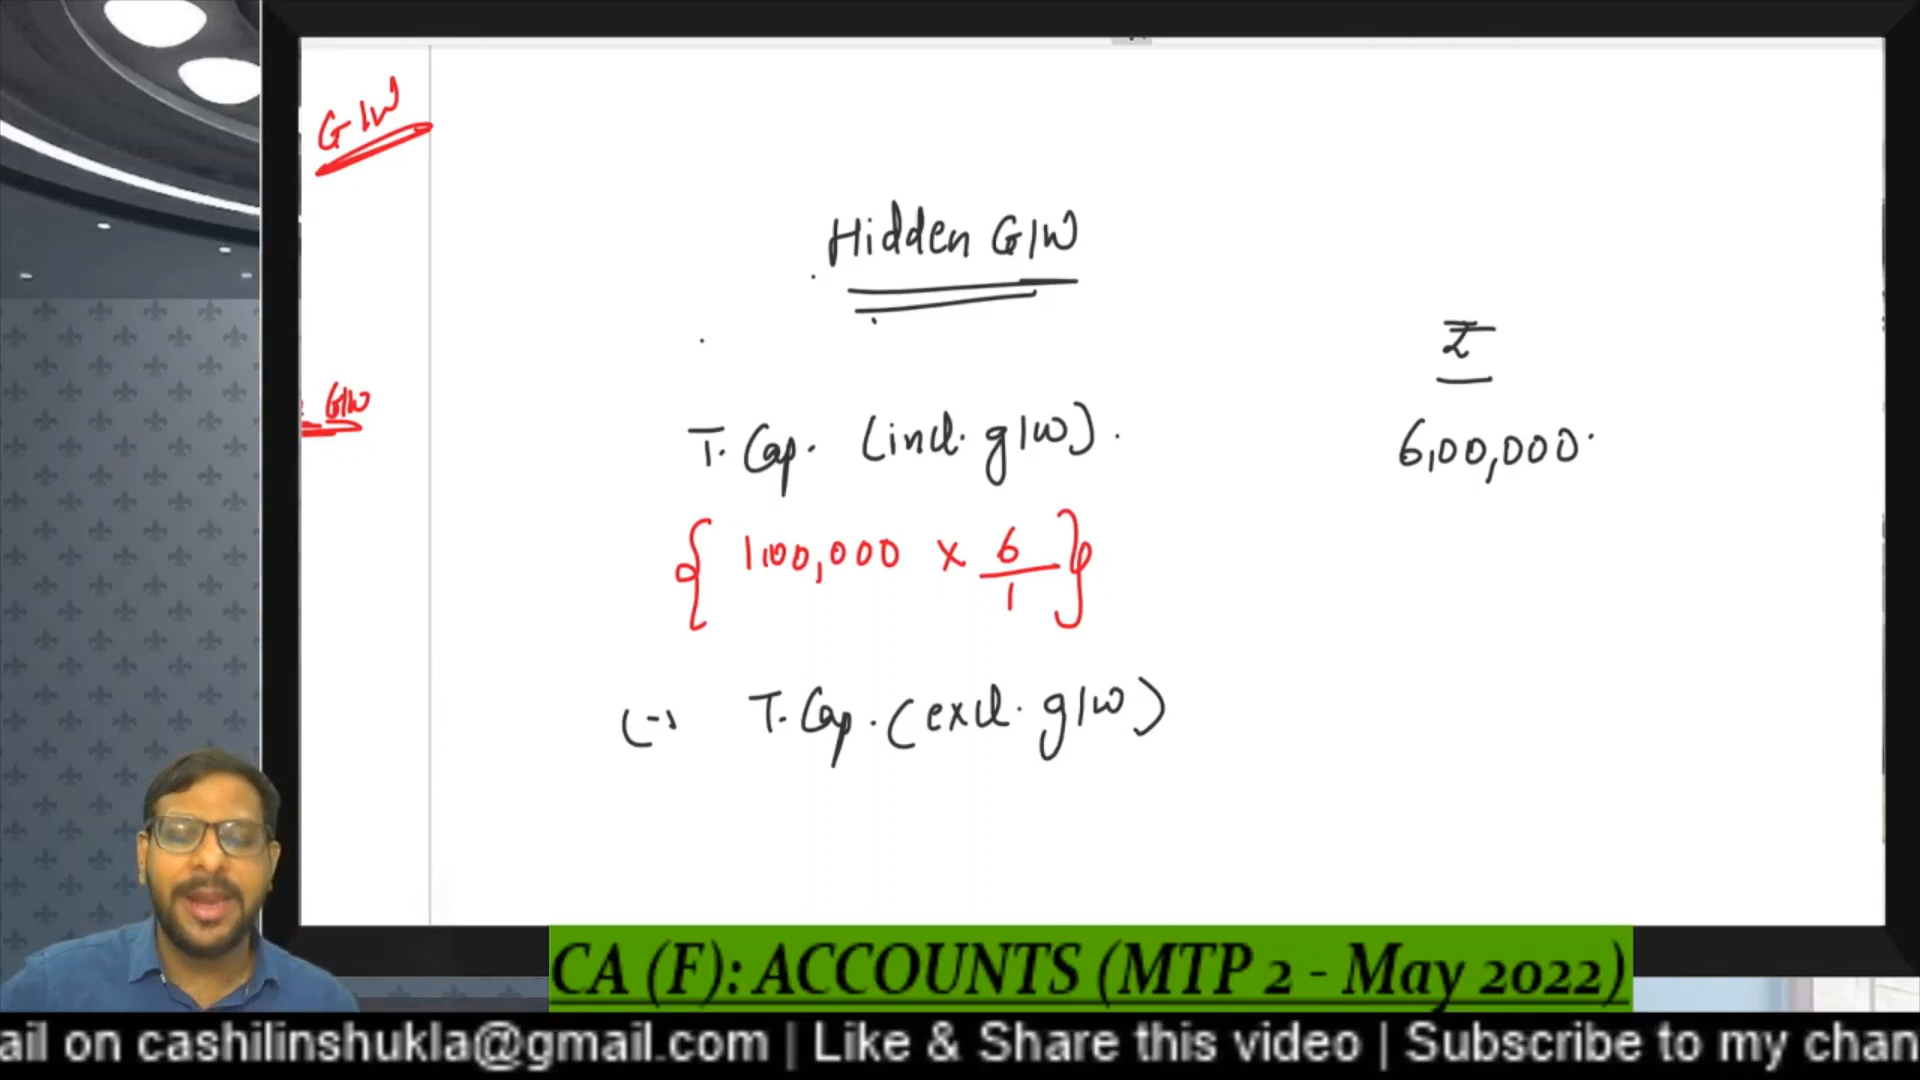 G/W
Hidden G/W
₹
G/W
T. Cap. (incl. g/w). 6,00,000.
{ 1,00,000 x 6/1 }
(-) T. Cap. (excl. g/w)
CA (F): ACCOUNTS (MTP 2 - May 2022)
ail on cashilinshukla@gmail.com | Like & Share this video | Subscribe to my chan